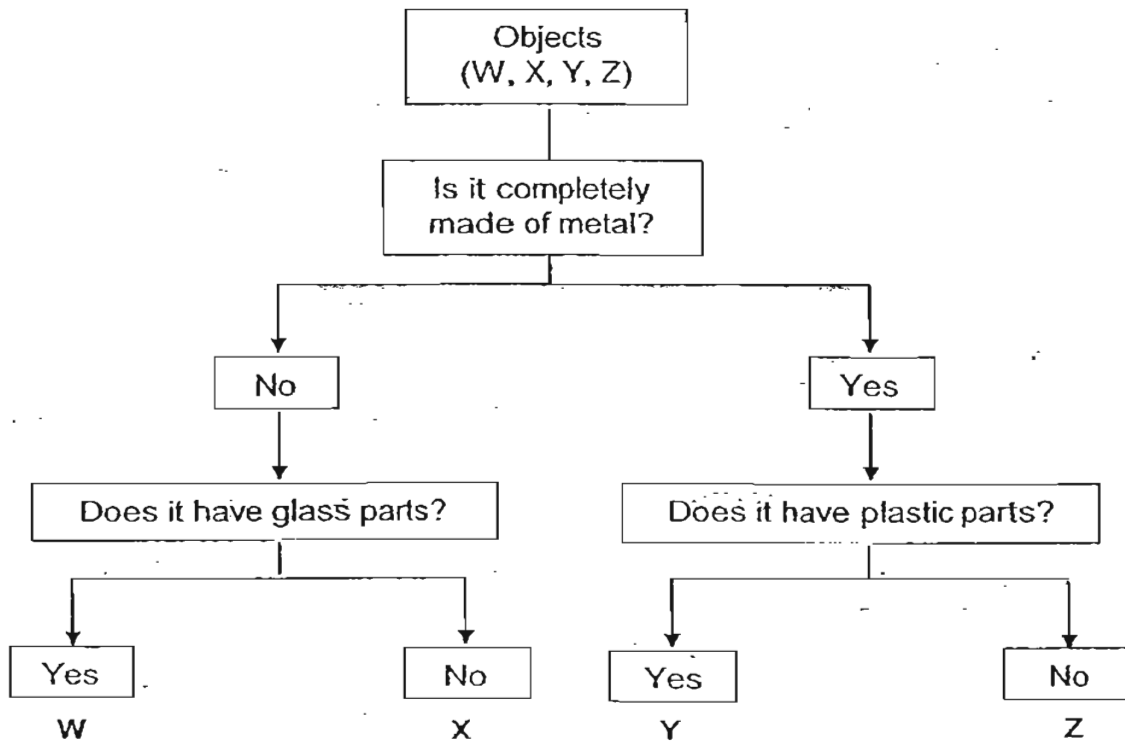 Objects
(W, X, Y, Z)
Is it completely
made of metal?
No
Yes
Does it have glass parts?
Does it have plastic parts?
Yes
No
Yes
No
W
X
Y
Z